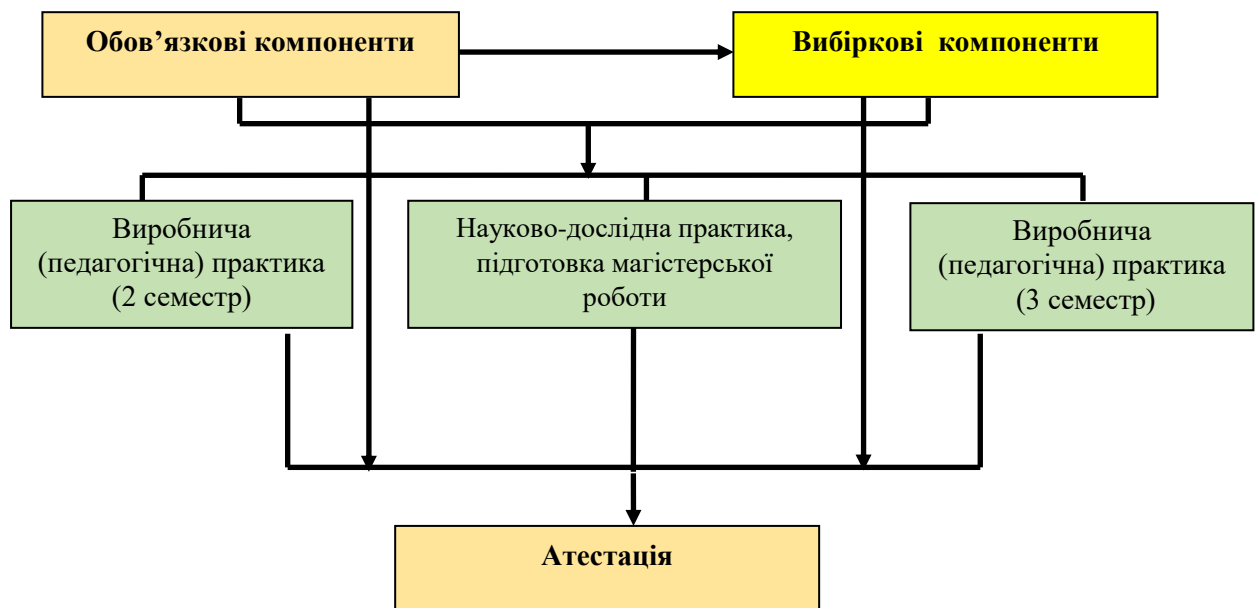 Обов’язкові компоненти
Вибіркові компоненти
Виробнича
(педагогічна) практика
(2 семестр)
Науково-дослідна практика,
підготовка магістерської
роботи
Виробнича
(педагогічна) практика
(3 семестр)
Атестація